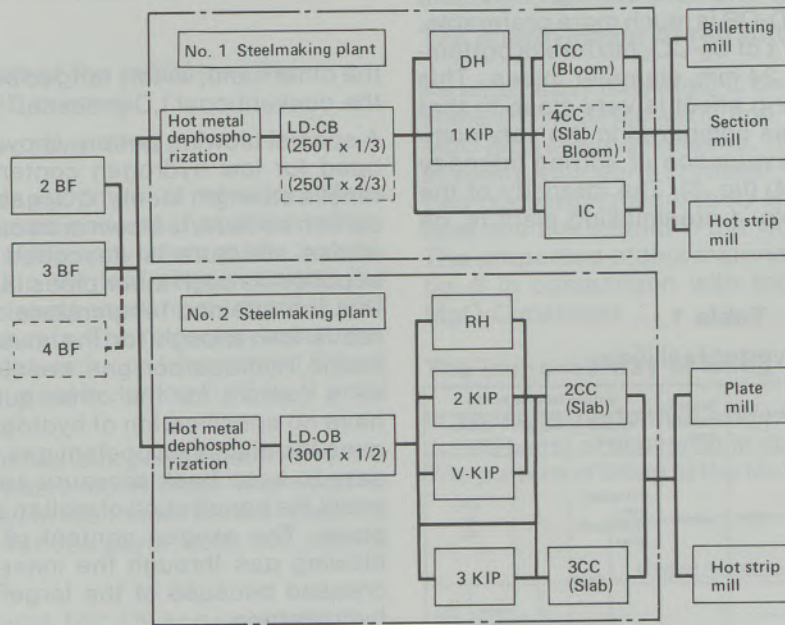 No. 1 Steelmaking plant
Hot metal
dephospho-
rization
LD-CB
(250T x 1/3)
(250T x 2/3)
DH
1 KIP
1CC
(Bloom)
4CC
(Slab/
Bloom)
IC
Billetting
mill
Section
mill
Hot strip
mill
2 BF
3 BF
4 BF
No. 2 Steelmaking plant
Hot metal
dephospho-
rization
LD-OB
(300T x 1/2)
RH
2 KIP
V-KIP
3 KIP
2CC
(Slab)
3CC (Slab)
Plate
mill
Hot strip
mill